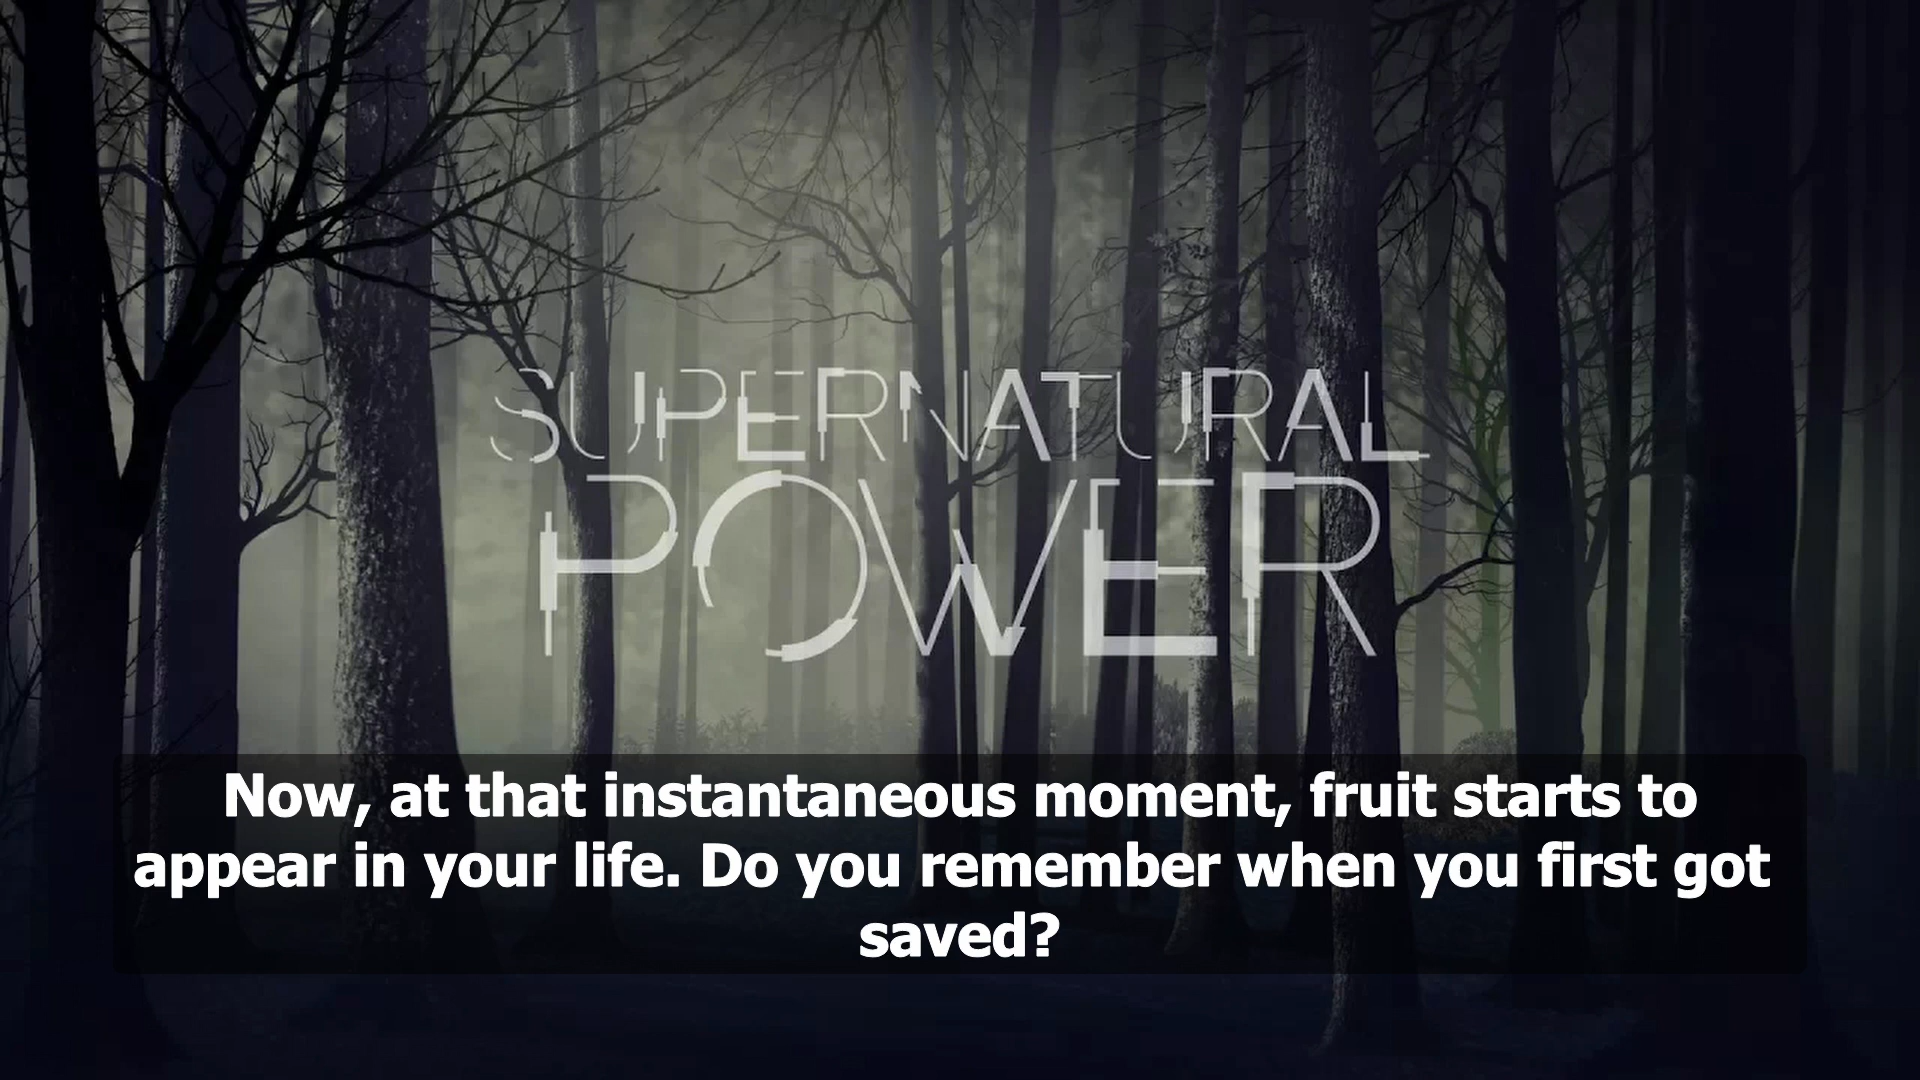 SUPERNATURAL
POWER
Now, at that instantaneous moment, fruit starts to
appear in your life. Do you remember when you first got
saved?